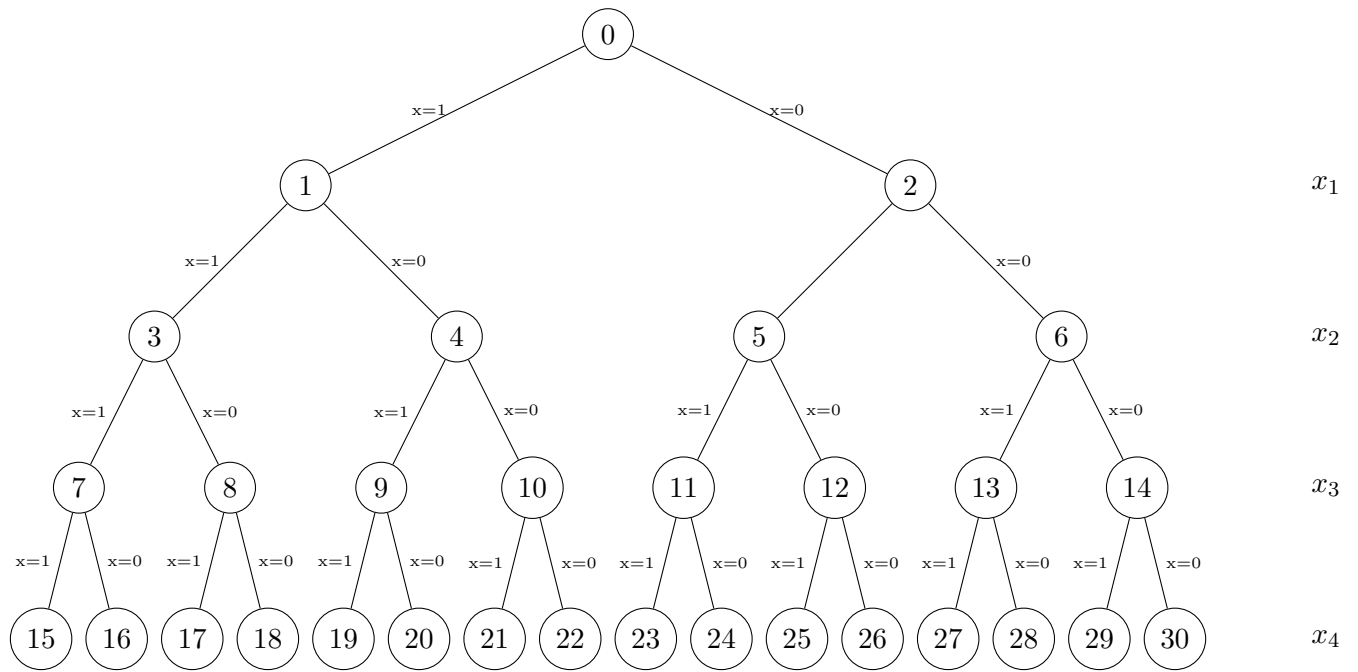 0
x=1 x=0
1 2 x₁
x=1 x=0 x=0
3 4 5 6 x₂
x=1 x=0 x=1 x=0 x=1 x=0 x=1 x=0
7 8 9 10 11 12 13 14 x₃
x=1 x=0 x=1 x=0 x=1 x=0 x=1 x=0 x=1 x=0 x=1 x=0 x=1 x=0 x=1 x=0
15 16 17 18 19 20 21 22 23 24 25 26 27 28 29 30 x₄